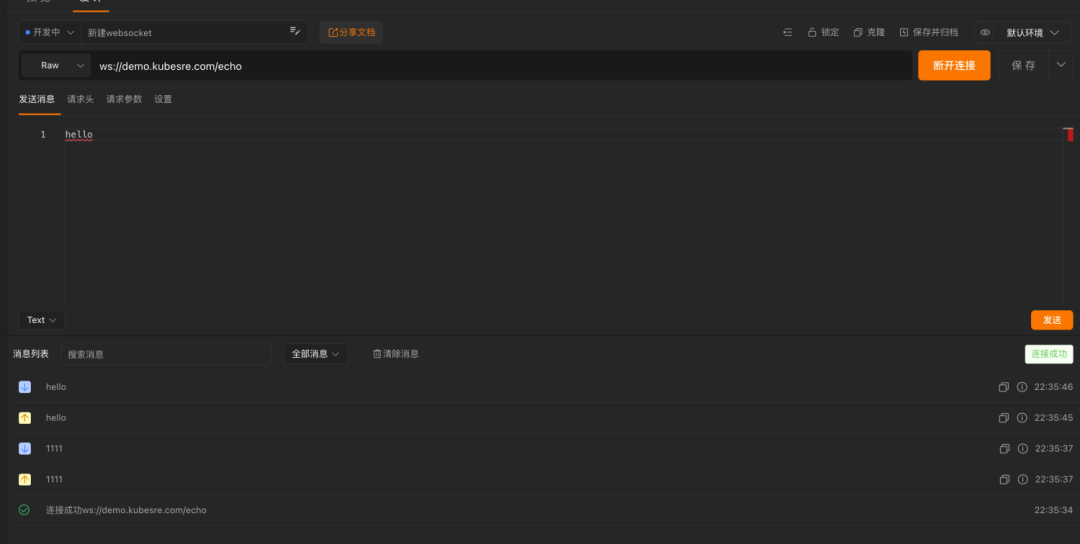 开发中 新建websocket 分享文档 锁定 克隆 保存并归档 默认环境
Raw ws://demo.kubesre.com/echo 断开连接 保 存
发送消息 请求头 请求参数 设置
1 hello
Text 发送
消息列表 搜索消息 全部消息 清除消息 连接成功
hello 22:35:46
hello 22:35:45
1111 22:35:37
1111 22:35:37
连接成功ws://demo.kubesre.com/echo 22:35:34